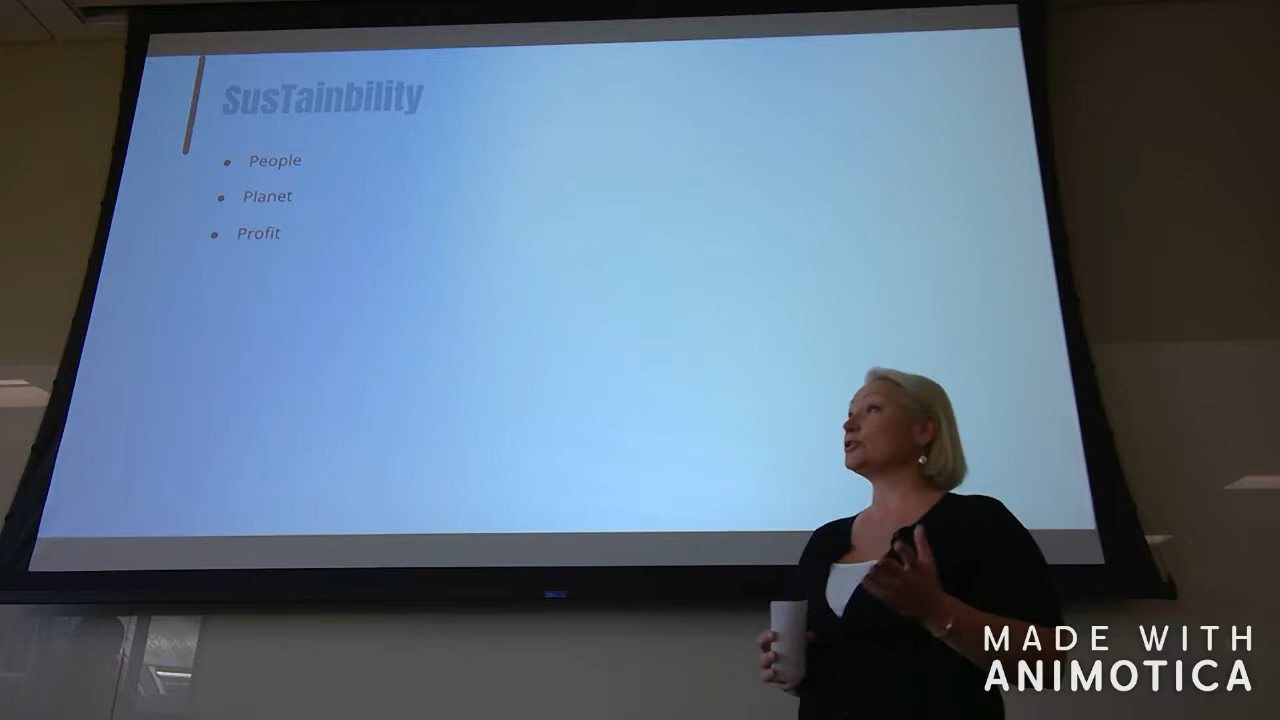 SusTainbility
People
Planet
Profit
MADE WITH
ANIMOTICA